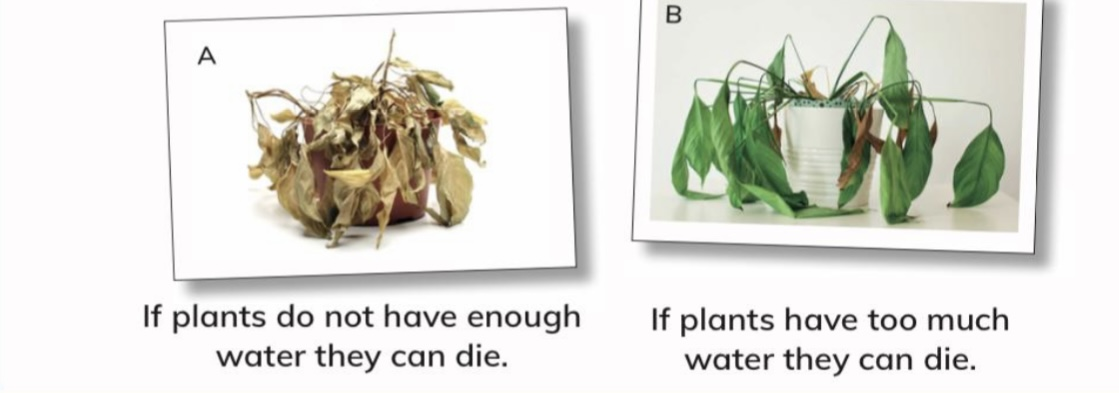 A
B
If plants do not have enough
water they can die.
If plants have too much
water they can die.